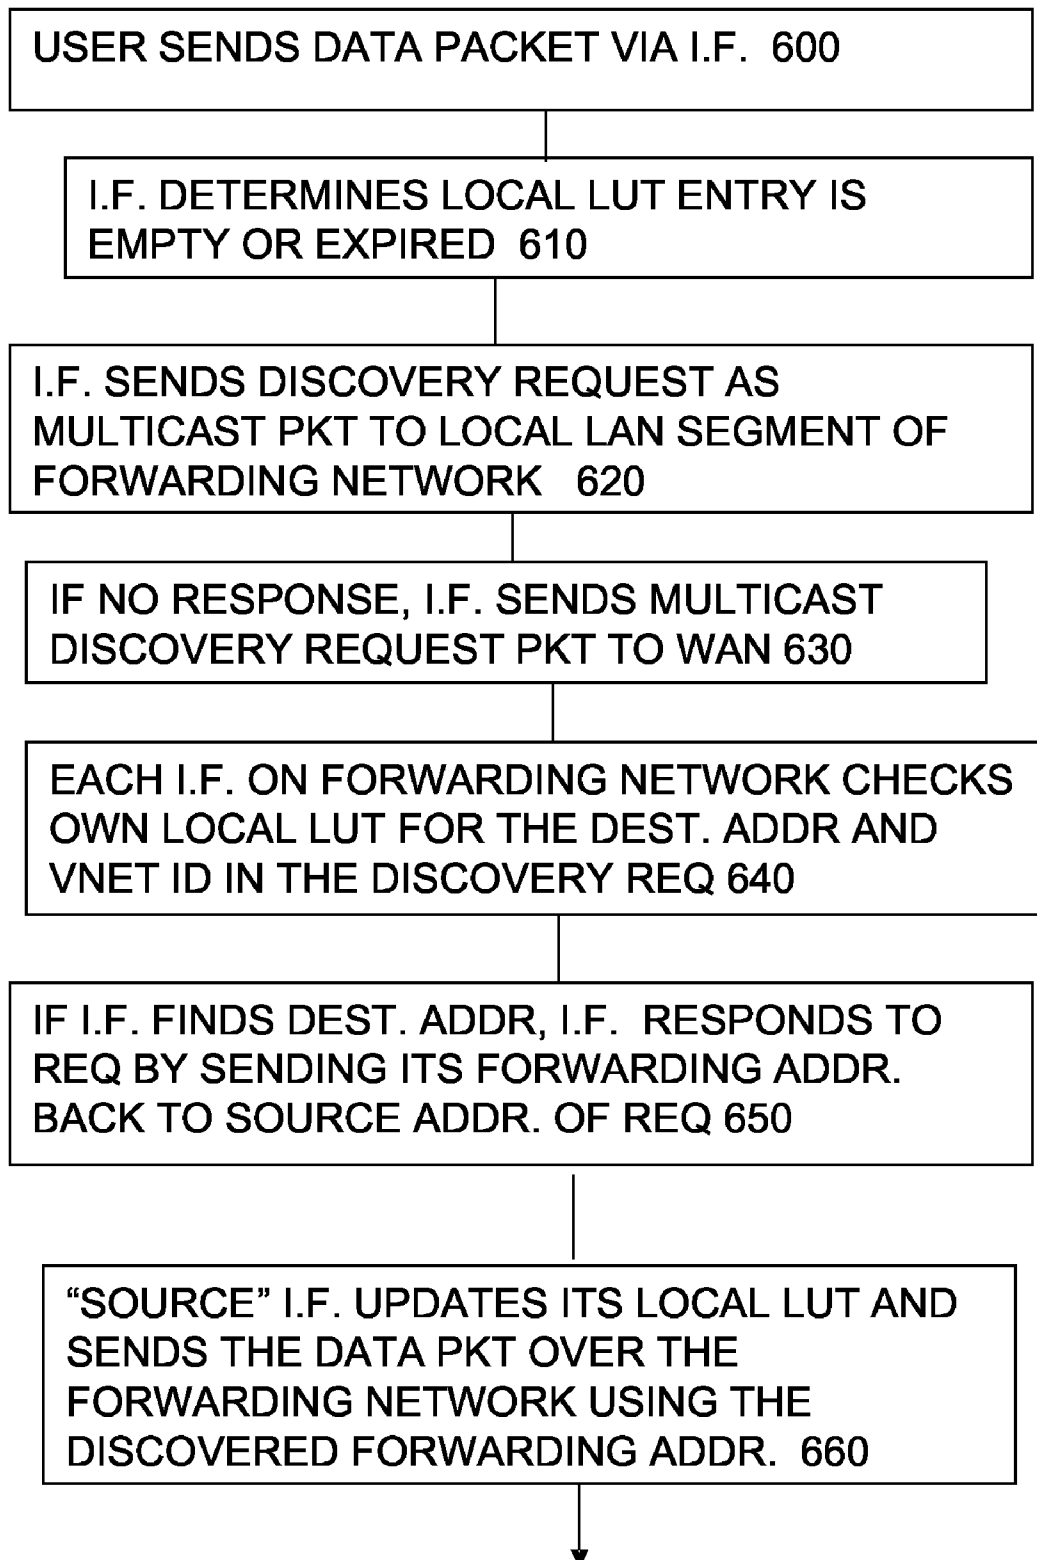 USER SENDS DATA PACKET VIA I.F. 600
I.F. DETERMINES LOCAL LUT ENTRY IS
EMPTY OR EXPIRED 610
I.F. SENDS DISCOVERY REQUEST AS
MULTICAST PKT TO LOCAL LAN SEGMENT OF
FORWARDING NETWORK 620
IF NO RESPONSE, I.F. SENDS MULTICAST
DISCOVERY REQUEST PKT TO WAN 630
EACH I.F. ON FORWARDING NETWORK CHECKS
OWN LOCAL LUT FOR THE DEST. ADDR AND
VNET ID IN THE DISCOVERY REQ 640
IF I.F. FINDS DEST. ADDR, I.F. RESPONDS TO
REQ BY SENDING ITS FORWARDING ADDR.
BACK TO SOURCE ADDR. OF REQ 650
“SOURCE” I.F. UPDATES ITS LOCAL LUT AND
SENDS THE DATA PKT OVER THE
FORWARDING NETWORK USING THE
DISCOVERED FORWARDING ADDR. 660